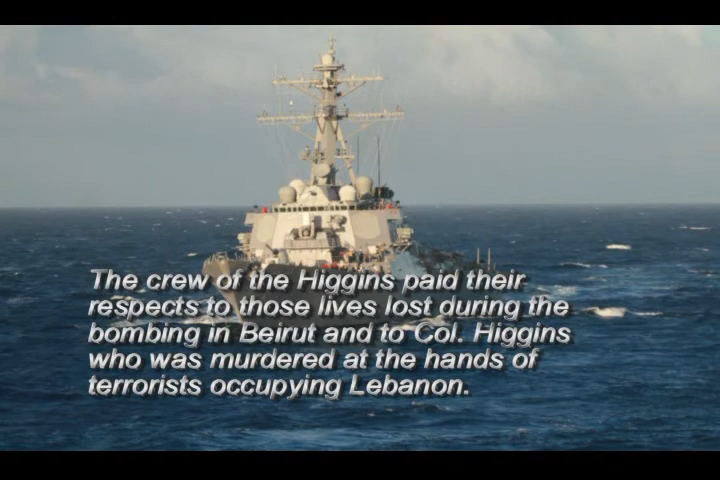 The crew of the Higgins paid their
respects to those lives lost during the
bombing in Beirut and to Col. Higgins
who was murdered at the hands of
terrorists occupying Lebanon.